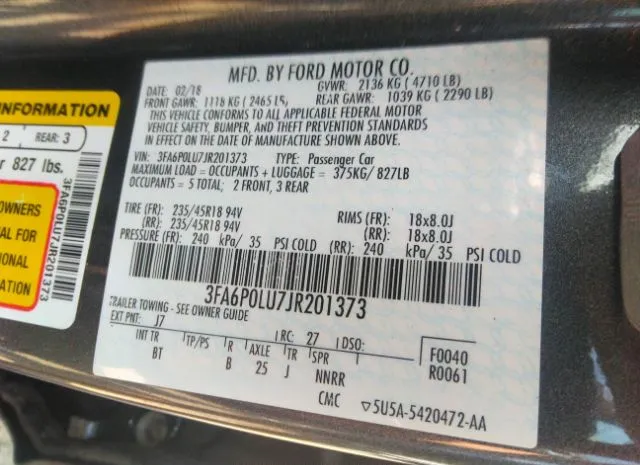 MFD. BY FORD MOTOR CO.
DATE: 02/18 GVWR: 2136 KG ( 4710 LB)
FRONT GAWR: 1118 KG ( 2465 LB) REAR GAWR: 1039 KG ( 2290 LB)
THIS VEHICLE CONFORMS TO ALL APPLICABLE FEDERAL MOTOR
VEHICLE SAFETY, BUMPER, AND THEFT PREVENTION STANDARDS
IN EFFECT ON THE DATE OF MANUFACTURE SHOWN ABOVE.
VIN: 3FA6P0LU7JR201373 TYPE: Passenger Car
MAXIMUM LOAD = OCCUPANTS + LUGGAGE = 375KG/ 827LB
OCCUPANTS = 5 TOTAL; 2 FRONT, 3 REAR
TIRE (FR): 235/45R18 94V RIMS (FR): 18x8.0J
(RR): 235/45R18 94V (RR): 18x8.0J
PRESSURE (FR): 240 kPa/ 35 PSI COLD (RR): 240 kPa/ 35 PSI COLD
3FA6P0LU7JR201373
TRAILER TOWING - SEE OWNER GUIDE
EXT PNT: J7 RC: 27 DSO:
INT TR TP/PS R AXLE TR SPR F0040
BT B 25 J NNRR R0061
CMC 5U5A-5420472-AA
INFORMATION
2 REAR: 3
827 lbs.
OWNERS
FOR
ONAL
ATION
3FA6P0LU7JR201373